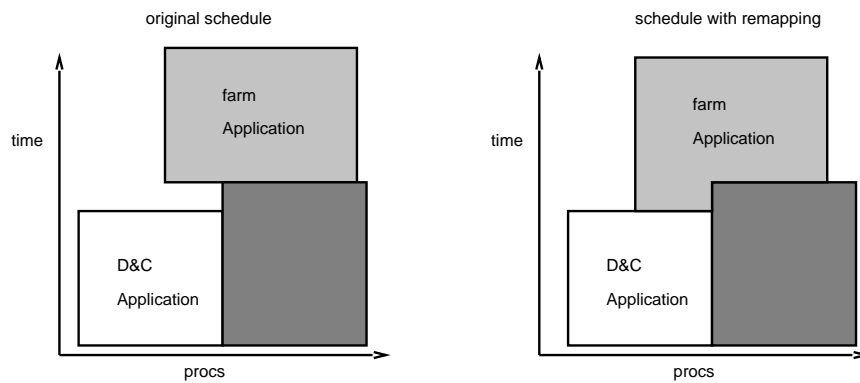 original schedule
farm
Application
time
D&C
Application
procs
schedule with remapping
farm
Application
time
D&C
Application
procs